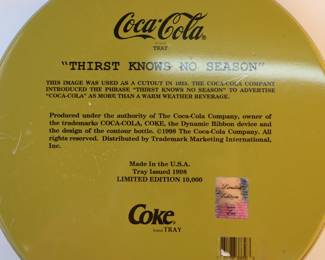 Coca-Cola
TRAY
"THIRST KNOWS NO SEASON"
THIS IMAGE WAS USED AS A CUTOUT IN 1923. THE COCA-COLA COMPANY
INTRODUCED THE PHRASE "THIRST KNOWS NO SEASON" TO ADVERTISE
"COCA-COLA" AS MORE THAN A WARM WEATHER BEVERAGE.
Produced under the authority of The Coca-Cola Company, owner of
the trademarks COCA-COLA, COKE, the Dynamic Ribbon device and
the design of the contour bottle. ©1998 The Coca-Cola Company. All
rights reserved. Distributed by Trademark Marketing International,
Inc.
Made in the U.S.A.
Tray Issued 1998
LIMITED EDITION 10,000
Limited
Edition
Coke
TRAY